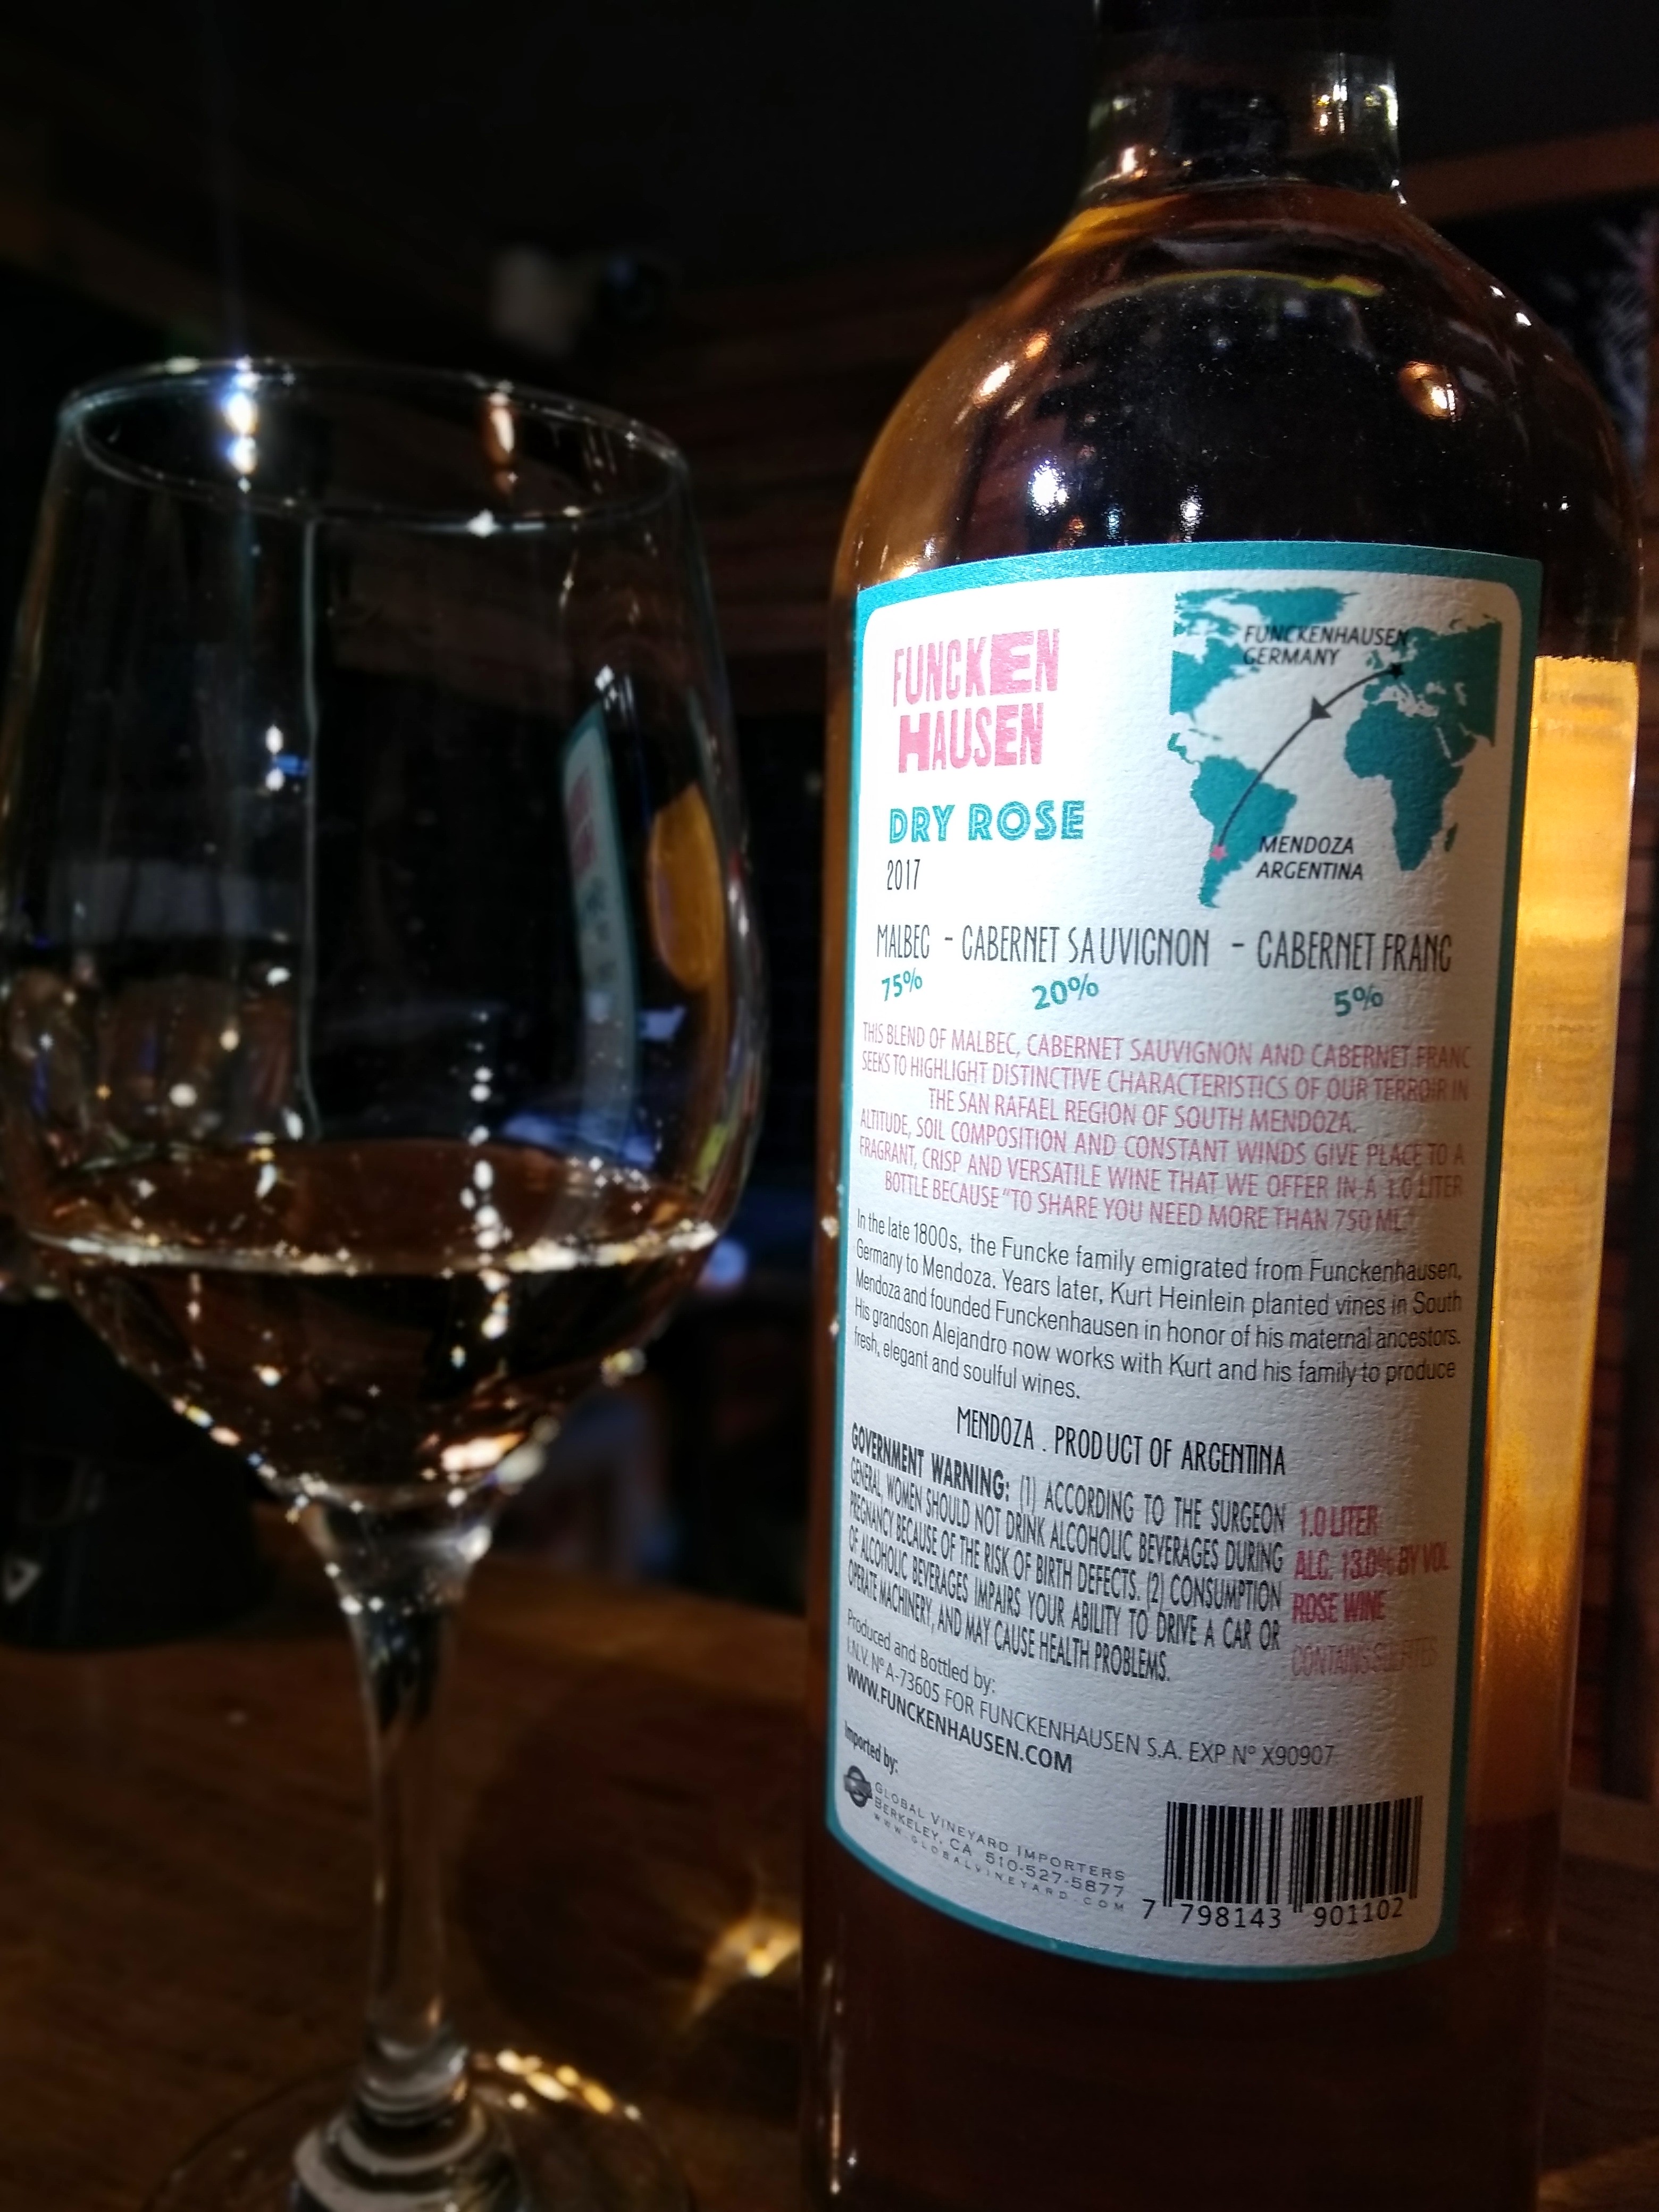 FUNCKEN
HAUSEN
FUNCKENHAUSEN
GERMANY
MENDOZA
ARGENTINA
DRY ROSE
2017
MALBEC - CABERNET SAUVIGNON - CABERNET FRANC
75% 20% 5%
THIS BLEND OF MALBEC, CABERNET SAUVIGNON AND CABERNET FRANC
SEEKS TO HIGHLIGHT DISTINCTIVE CHARACTERISTICS OF OUR TERROIR IN
THE SAN RAFAEL REGION OF SOUTH MENDOZA.
ALTITUDE, SOIL COMPOSITION AND CONSTANT WINDS GIVE PLACE TO A
FRAGRANT, CRISP AND VERSATILE WINE THAT WE OFFER IN A 1.0 LITER
BOTTLE BECAUSE "TO SHARE YOU NEED MORE THAN 750 ML"
In the late 1800s, the Funcke family emigrated from Funckenhausen,
Germany to Mendoza. Years later, Kurt Heinlein planted vines in South
Mendoza and founded Funckenhausen in honor of his maternal ancestors.
His grandson Alejandro now works with Kurt and his family to produce
fresh, elegant and soulful wines.
MENDOZA . PRODUCT OF ARGENTINA
GOVERNMENT WARNING: (1) ACCORDING TO THE SURGEON
GENERAL, WOMEN SHOULD NOT DRINK ALCOHOLIC BEVERAGES DURING
PREGNANCY BECAUSE OF THE RISK OF BIRTH DEFECTS. (2) CONSUMPTION
OF ALCOHOLIC BEVERAGES IMPAIRS YOUR ABILITY TO DRIVE A CAR OR
OPERATE MACHINERY, AND MAY CAUSE HEALTH PROBLEMS.
1.0 LITER
ALC. 13.0% BY VOL
ROSE WINE
CONTAINS SULFITES
Produced and Bottled by:
I.N.V. Nº A-73605 FOR FUNCKENHAUSEN S.A. EXP Nº X90907
WWW.FUNCKENHAUSEN.COM
Imported by:
GLOBAL VINEYARD IMPORTERS
BERKELEY, CA 510-527-5877
WWW.GLOBALVINEYARD.COM
7 798143 901102